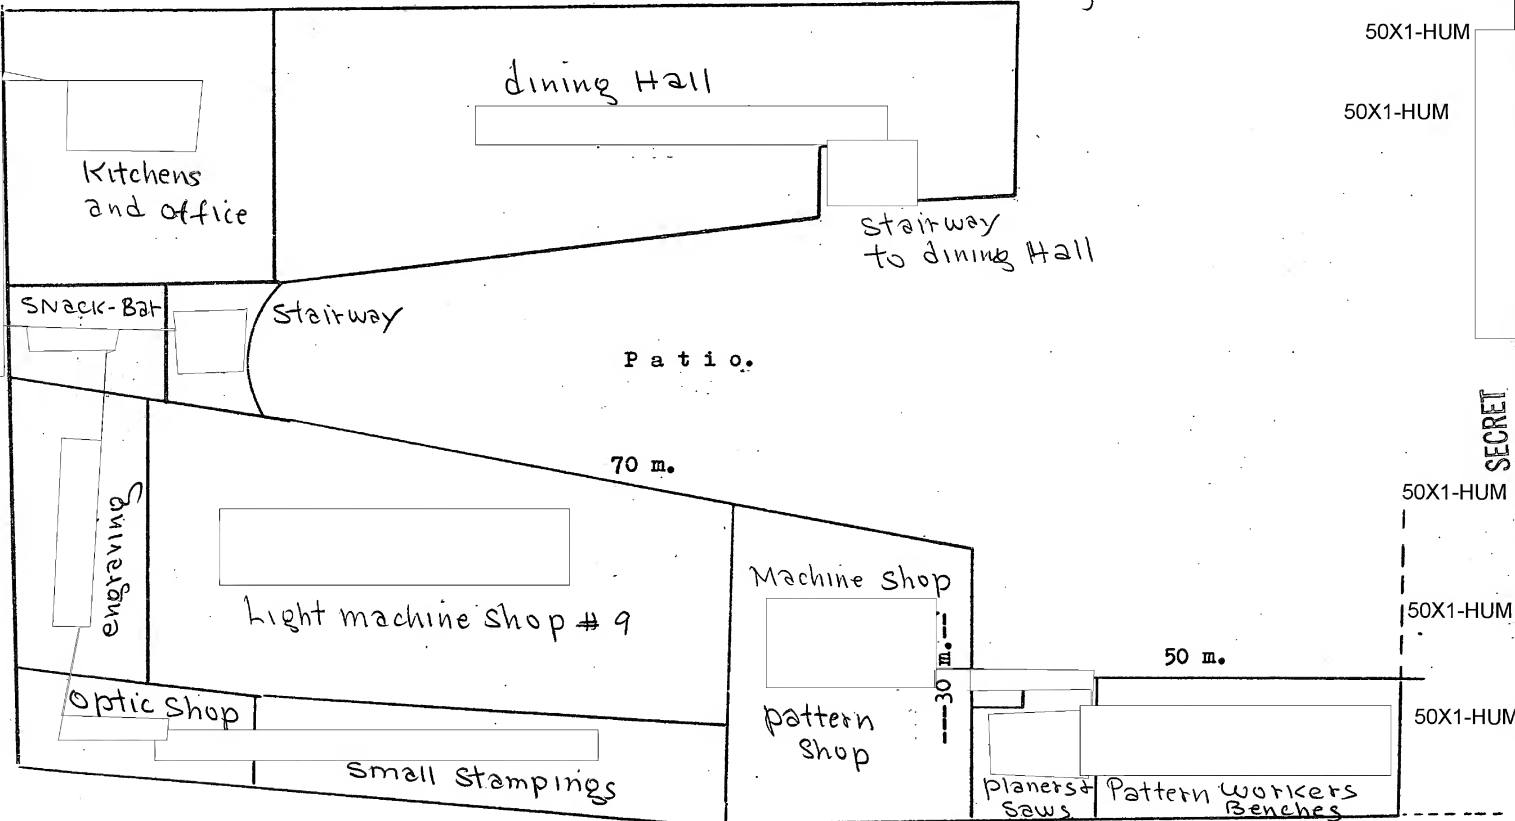 50X1-HUM
dining Hall
50X1-HUM
Kitchens
and office
stairway
to dining Hall
SNack-Bar
Stairway
Patio.
SECRET
70 m.
50X1-HUM
engraving
Machine Shop
Light machine shop # 9
50X1-HUM
30 m.
50 m.
Optic Shop
pattern
Shop
50X1-HUM
Small Stampings
planers &
Saws
Pattern workers
Benches